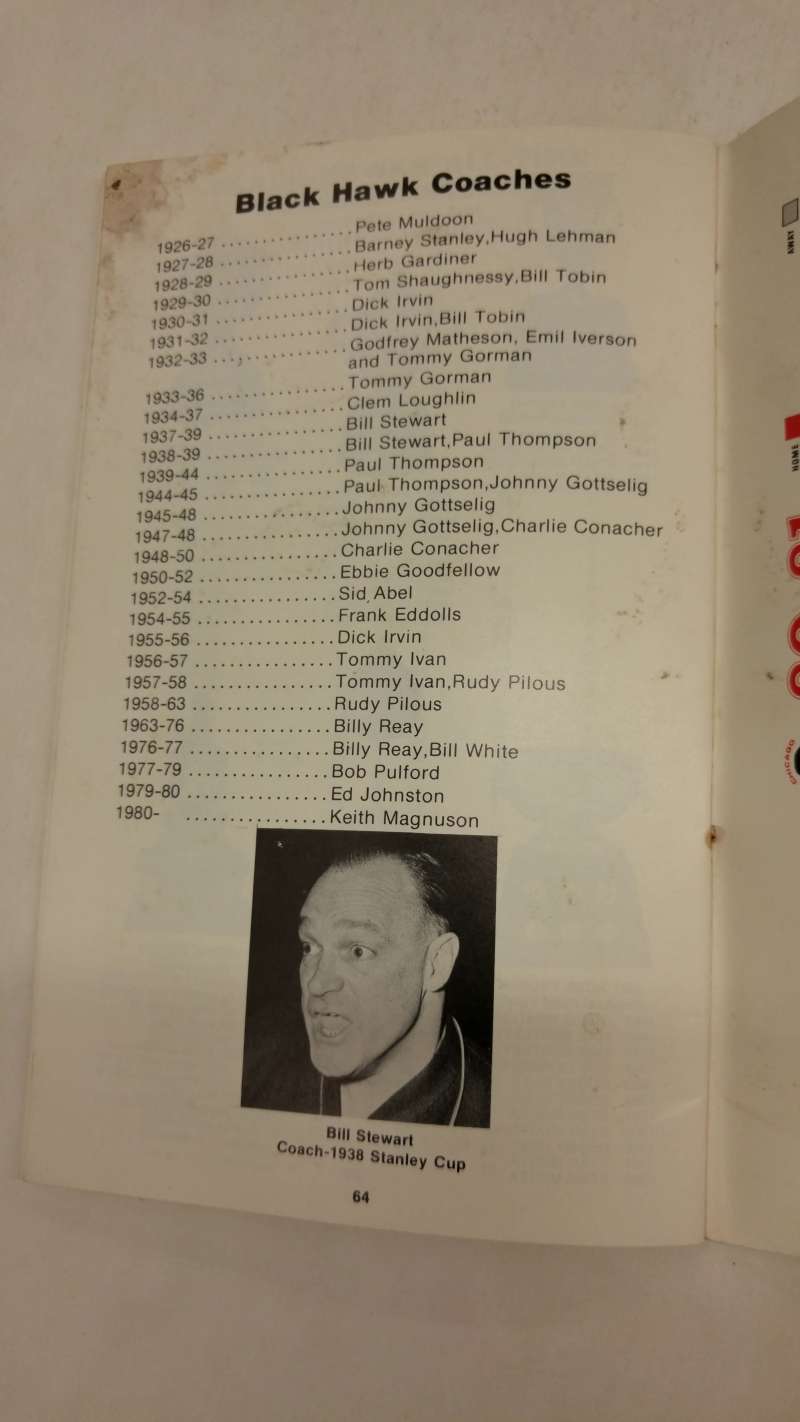 Black Hawk Coaches
1926-27 ................Pete Muldoon
1927-28 ................Barney Stanley,Hugh Lehman
1928-29 ................Herb Gardiner
1929-30 ................Tom Shaughnessy,Bill Tobin
1930-31 ................Dick Irvin
1931-32 ................Dick Irvin,Bill Tobin
1932-33 ................Godfrey Matheson, Emil Iverson
and Tommy Gorman
1933-36 ................Tommy Gorman
1934-37 ................Clem Loughlin
1937-39 ................Bill Stewart
1938-39 ................Bill Stewart,Paul Thompson
1939-44 ................Paul Thompson
1944-45 ................Paul Thompson,Johnny Gottselig
1945-48 ................Johnny Gottselig
1947-48 ................Johnny Gottselig,Charlie Conacher
1948-50 ................Charlie Conacher
1950-52 ................Ebbie Goodfellow
1952-54 ................Sid Abel
1954-55 ................Frank Eddolls
1955-56 ................Dick Irvin
1956-57 ................Tommy Ivan
1957-58 ................Tommy Ivan,Rudy Pilous
1958-63 ................Rudy Pilous
1963-76 ................Billy Reay
1976-77 ................Billy Reay,Bill White
1977-79 ................Bob Pulford
1979-80 ................Ed Johnston
1980- ................Keith Magnuson
Bill Stewart
Coach-1938 Stanley Cup
64
HOME
CHICAGO